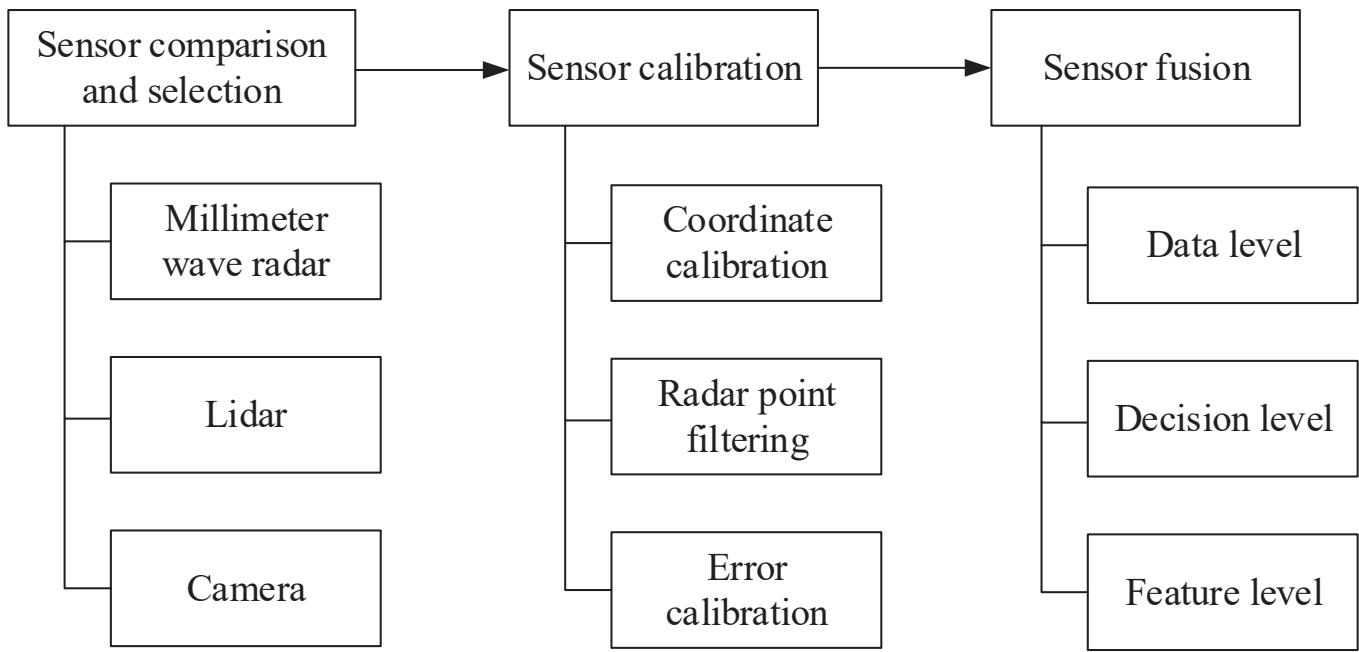 Sensor comparison
and selection
Millimeter
wave radar
Lidar
Camera
Sensor calibration
Coordinate
calibration
Radar point
filtering
Error
calibration
Sensor fusion
Data level
Decision level
Feature level